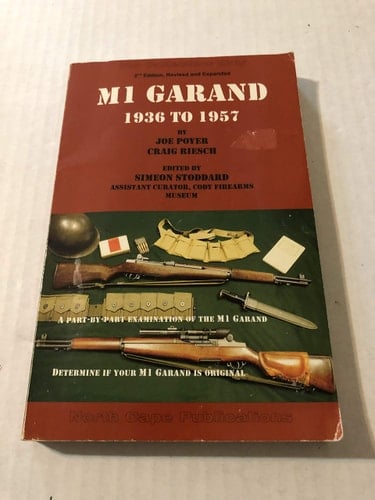 2nd Edition, Revised and Expanded
M1 GARAND
1936 TO 1957
BY
JOE POYER
CRAIG RIESCH
EDITED BY
SIMEON STODDARD
ASSISTANT CURATOR, CODY FIREARMS
MUSEUM
A PART-BY-PART EXAMINATION OF THE M1 GARAND
DETERMINE IF YOUR M1 GARAND IS ORIGINAL
North Cape Publications